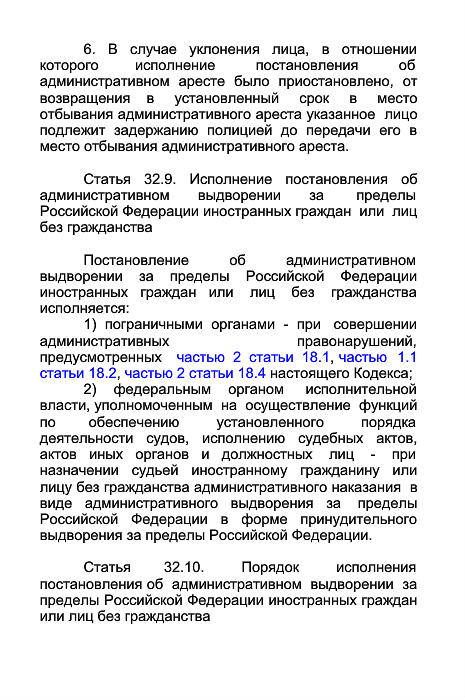 6. В случае уклонения лица, в отношении
которого исполнение постановления об
административном аресте было приостановлено, от
возвращения в установленный срок в место
отбывания административного ареста указанное лицо
подлежит задержанию полицией до передачи его в
место отбывания административного ареста.
Статья 32.9. Исполнение постановления об
административном выдворении за пределы
Российской Федерации иностранных граждан или лиц
без гражданства
Постановление об административном
выдворении за пределы Российской Федерации
иностранных граждан или лиц без гражданства
исполняется:
1) пограничными органами - при совершении
административных правонарушений,
предусмотренных частью 2 статьи 18.1, частью 1.1
статьи 18.2, частью 2 статьи 18.4 настоящего Кодекса;
2) федеральным органом исполнительной
власти, уполномоченным на осуществление функций
по обеспечению установленного порядка
деятельности судов, исполнению судебных актов,
актов иных органов и должностных лиц - при
назначении судьей иностранному гражданину или
лицу без гражданства административного наказания в
виде административного выдворения за пределы
Российской Федерации в форме принудительного
выдворения за пределы Российской Федерации.
Статья 32.10. Порядок исполнения
постановления об административном выдворении за
пределы Российской Федерации иностранных граждан
или лиц без гражданства